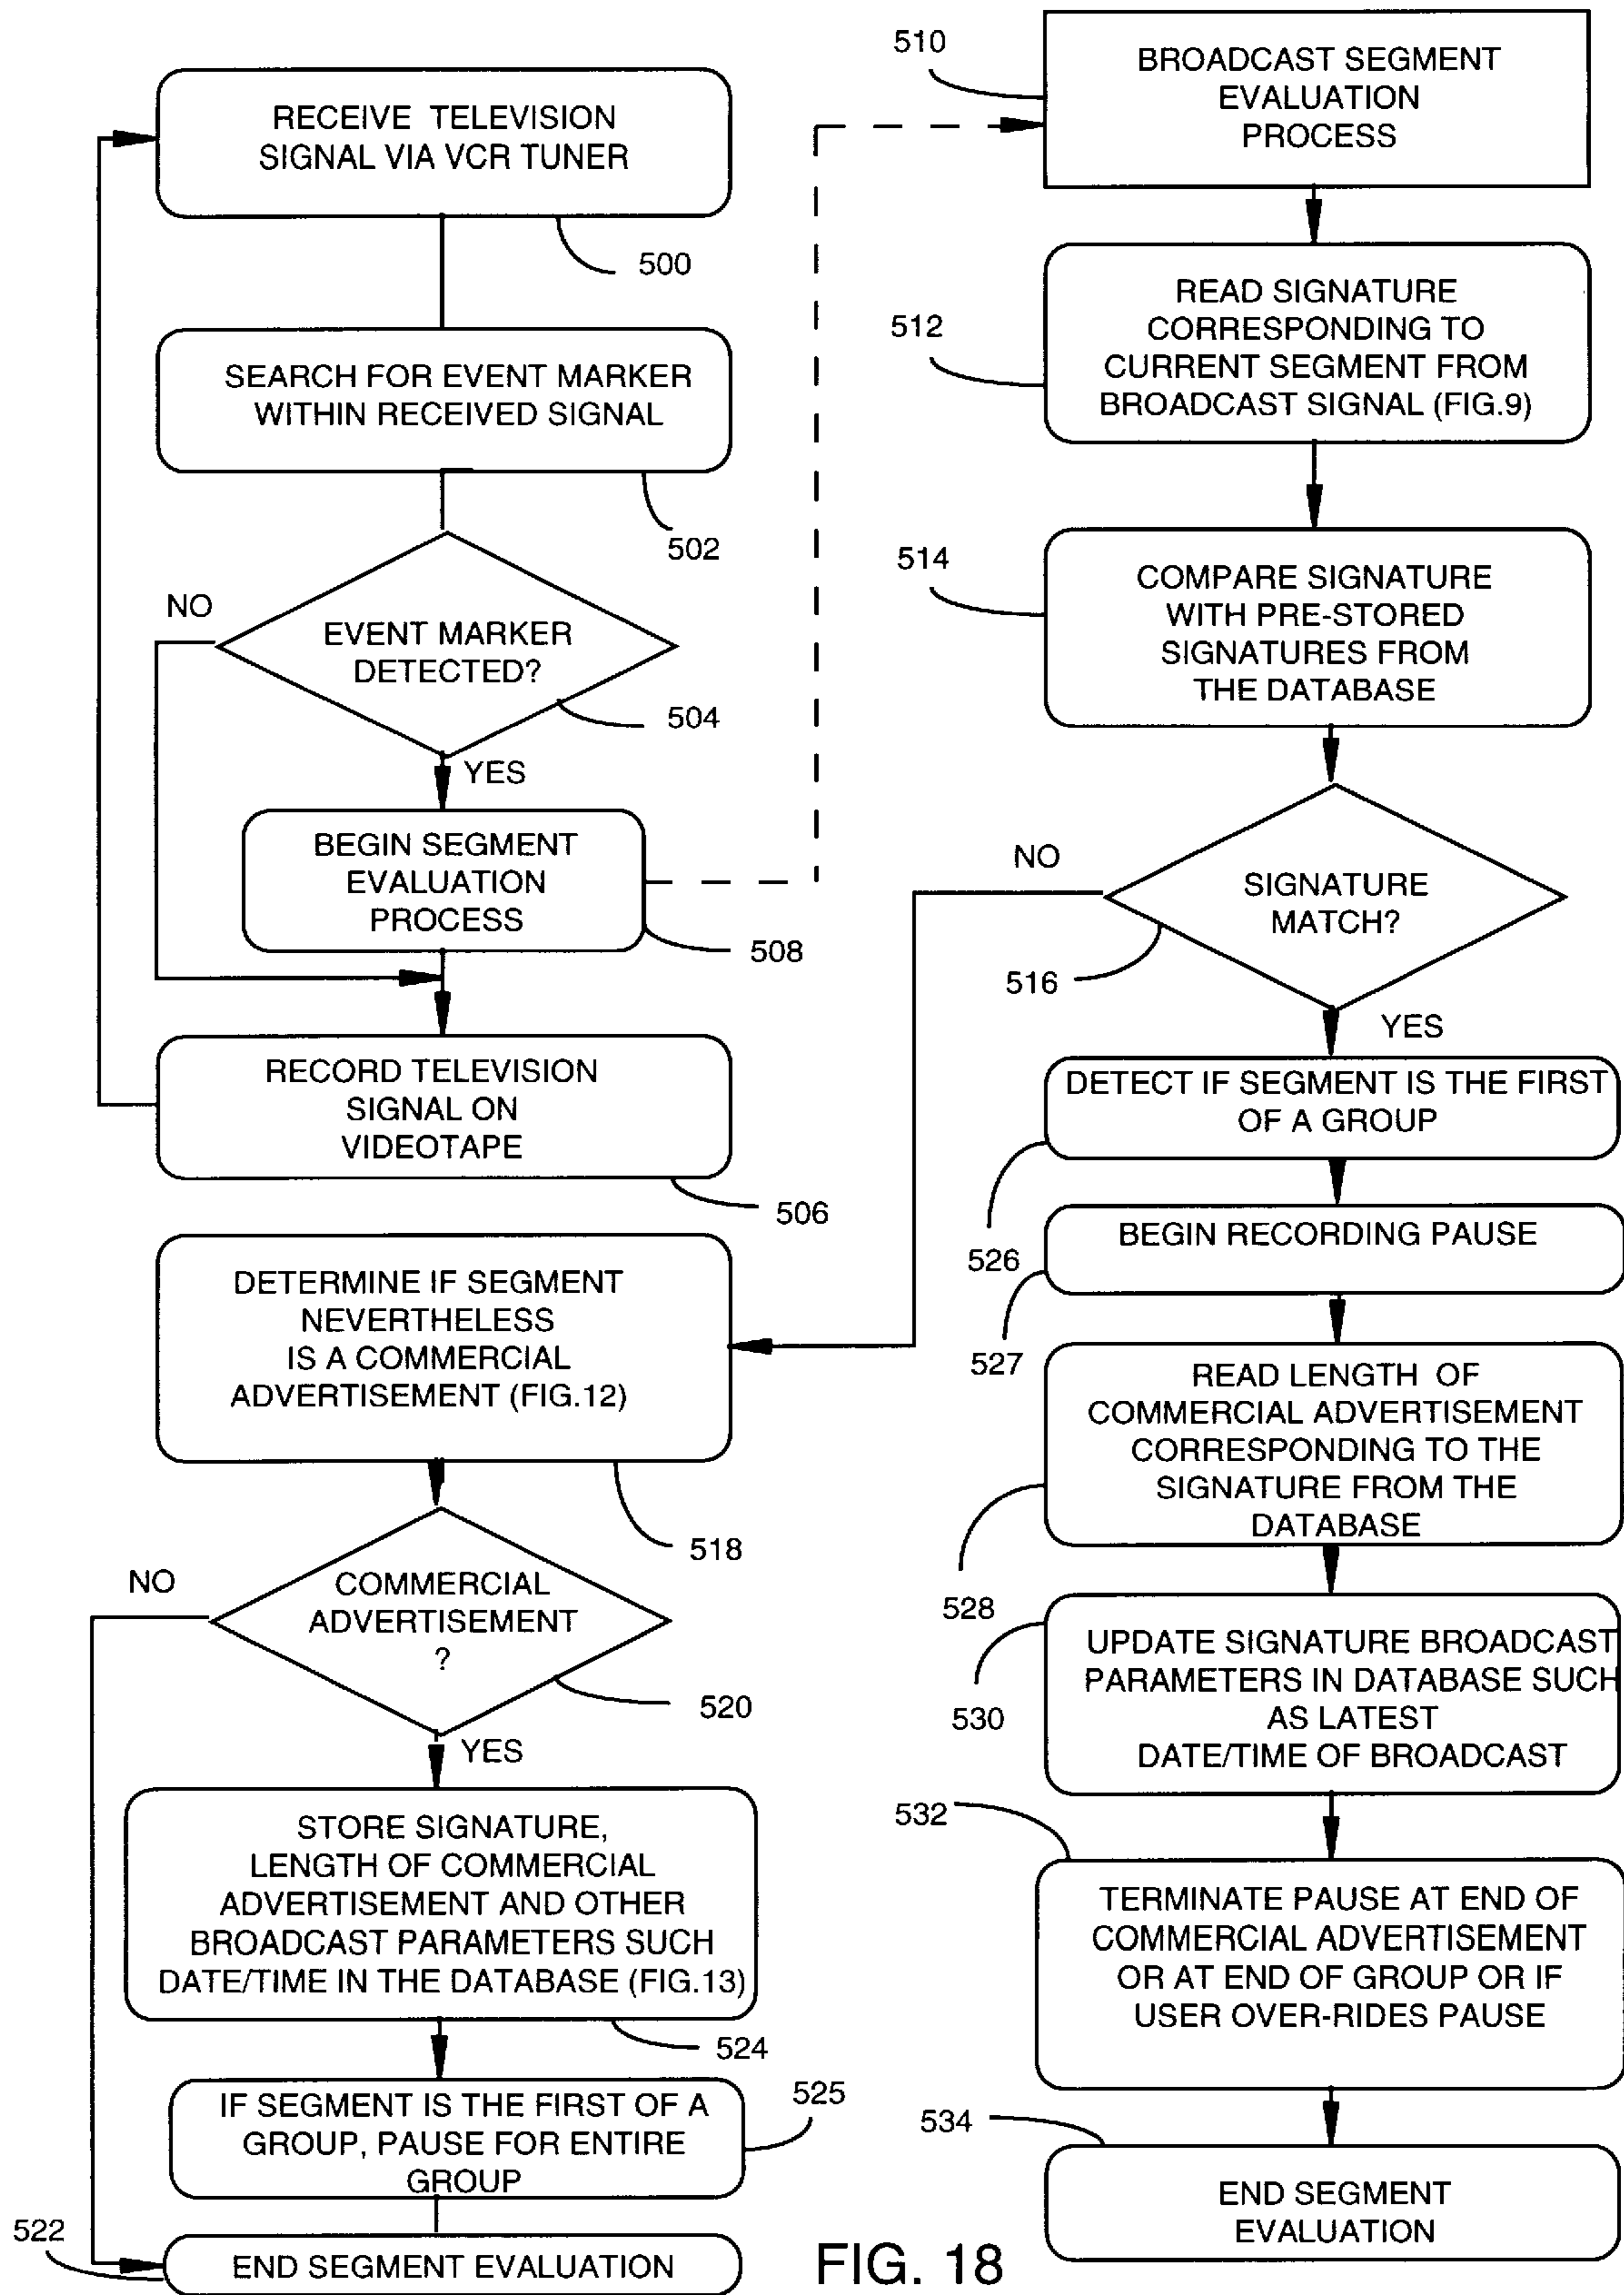 RECEIVE TELEVISION
SIGNAL VIA VCR TUNER
500
SEARCH FOR EVENT MARKER
WITHIN RECEIVED SIGNAL
502
NO
EVENT MARKER
DETECTED?
504
YES
BEGIN SEGMENT
EVALUATION
PROCESS
508
RECORD TELEVISION
SIGNAL ON
VIDEOTAPE
506
DETERMINE IF SEGMENT
NEVERTHELESS
IS A COMMERCIAL
ADVERTISEMENT (FIG.12)
518
NO
COMMERCIAL
ADVERTISEMENT
?
520
YES
STORE SIGNATURE,
LENGTH OF COMMERCIAL
ADVERTISEMENT AND OTHER
BROADCAST PARAMETERS SUCH
DATE/TIME IN THE DATABASE (FIG.13)
524
IF SEGMENT IS THE FIRST OF A
GROUP, PAUSE FOR ENTIRE
GROUP
525
522
END SEGMENT EVALUATION
510
BROADCAST SEGMENT
EVALUATION
PROCESS
512
READ SIGNATURE
CORRESPONDING TO
CURRENT SEGMENT FROM
BROADCAST SIGNAL (FIG.9)
514
COMPARE SIGNATURE
WITH PRE-STORED
SIGNATURES FROM
THE DATABASE
NO
SIGNATURE
MATCH?
516
YES
DETECT IF SEGMENT IS THE FIRST
OF A GROUP
526
BEGIN RECORDING PAUSE
527
READ LENGTH OF
COMMERCIAL ADVERTISEMENT
CORRESPONDING TO THE
SIGNATURE FROM THE
DATABASE
528
UPDATE SIGNATURE BROADCAST
PARAMETERS IN DATABASE SUCH
AS LATEST
DATE/TIME OF BROADCAST
530
532
TERMINATE PAUSE AT END OF
COMMERCIAL ADVERTISEMENT
OR AT END OF GROUP OR IF
USER OVER-RIDES PAUSE
534
END SEGMENT
EVALUATION
FIG. 18